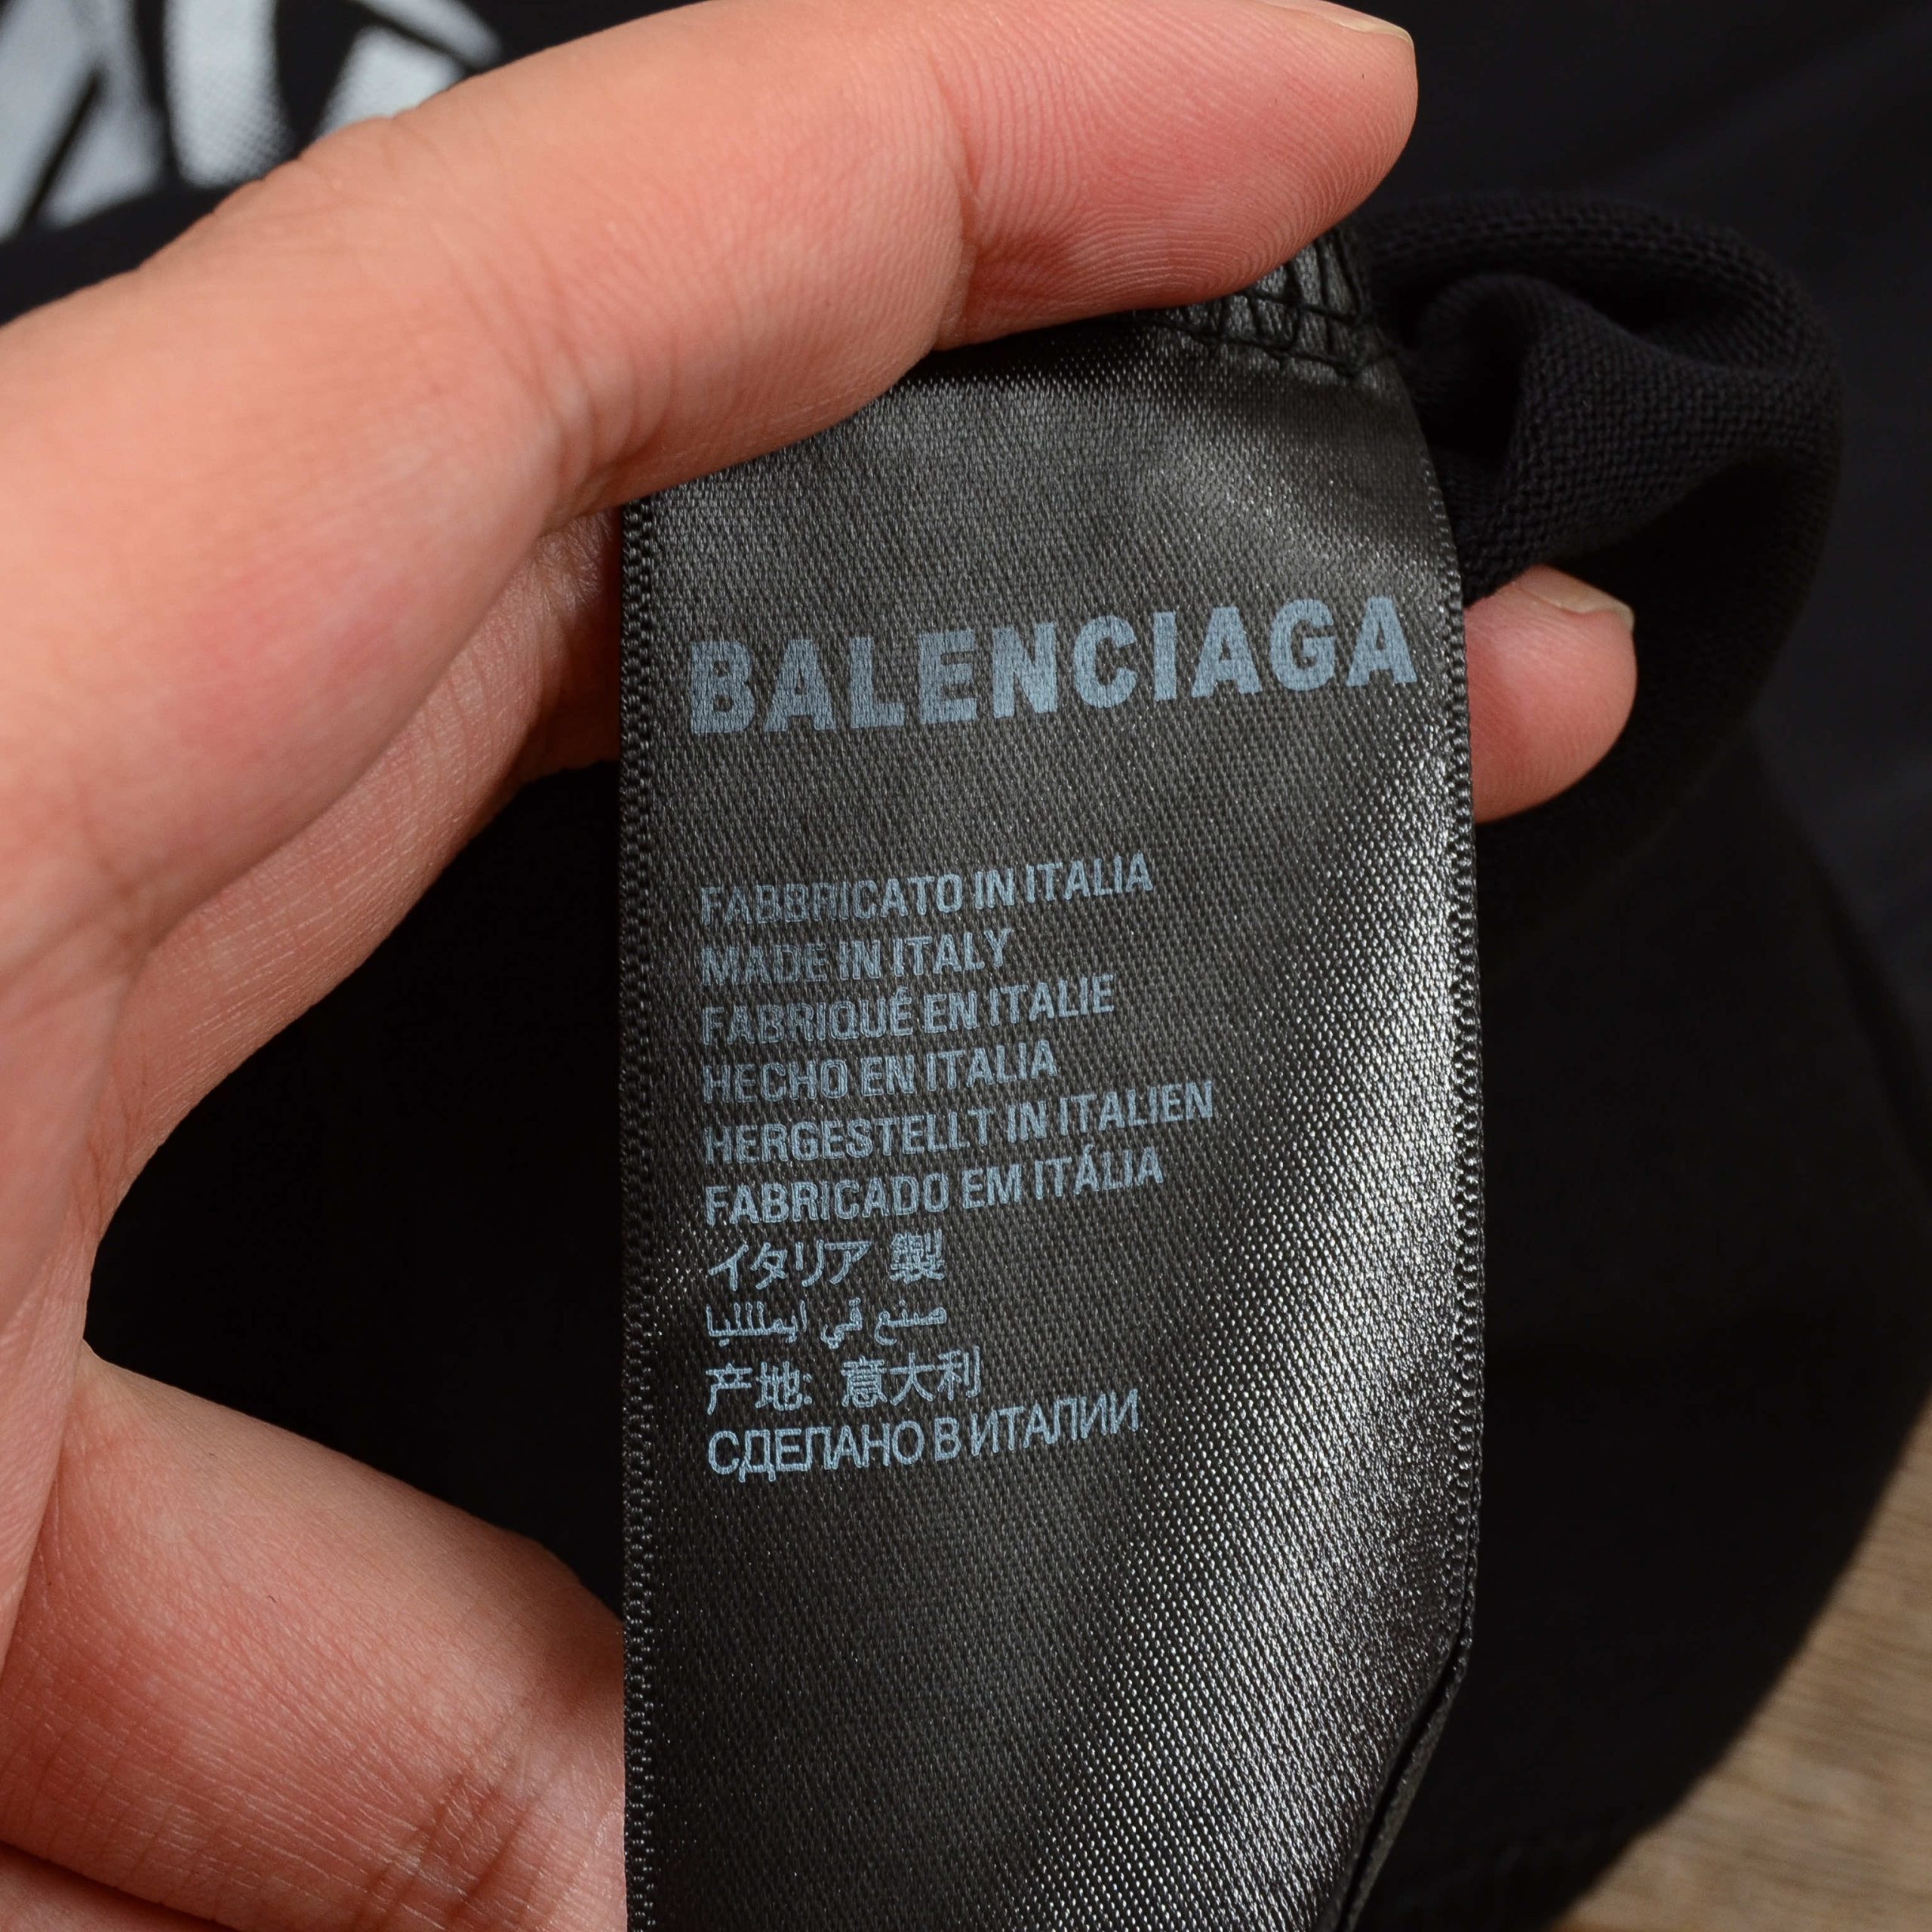 BALENCIAGA
FABBRICATO IN ITALIA
MADE IN ITALY
FABRIQUÉ EN ITALIE
HECHO EN ITALIA
HERGESTELLT IN ITALIEN
FABRICADO EM ITÁLIA
イタリア 製
صنع في
产地: 意大利
СДЕЛАНО В ИТАЛИИ